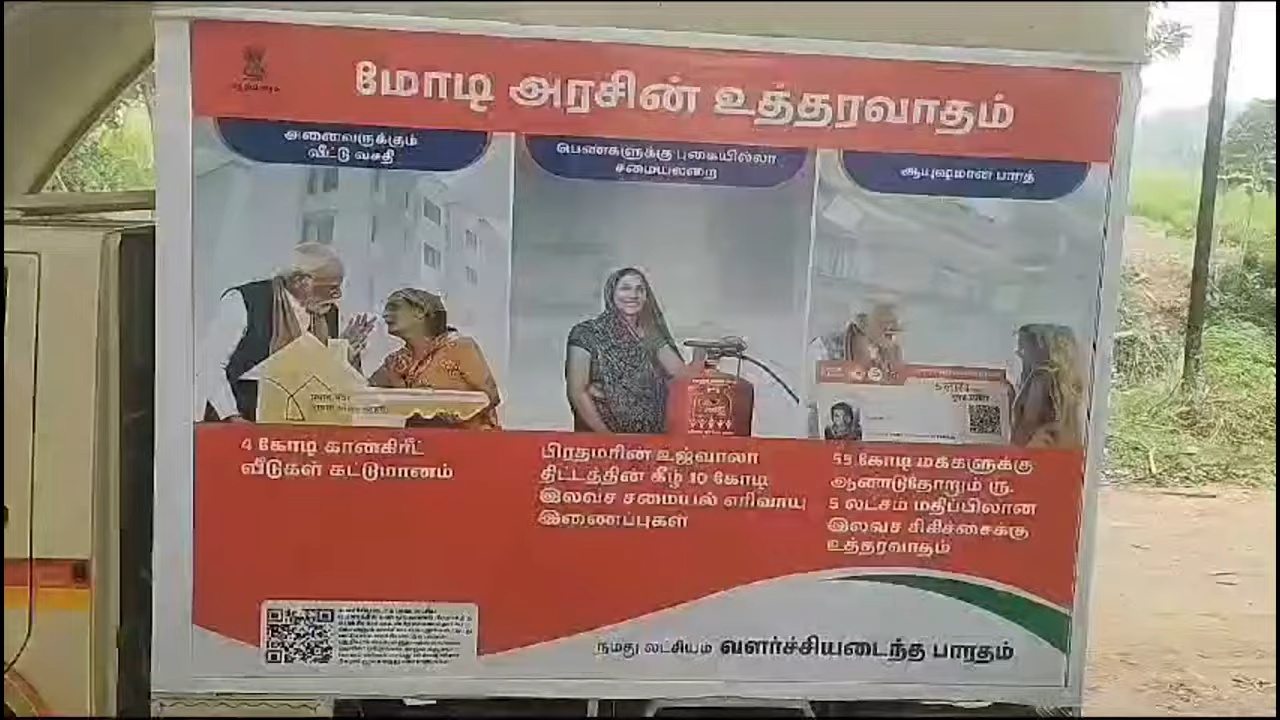 மோடி அரசின் உத்தரவாதம்
அனைவருக்கும்
வீட்டு வசதி
பெண்களுக்கு புகையில்லா
சமையலறை
ஆயுஷ்மான் பாரத்
4 கோடி கான்கிரீட்
வீடுகள் கட்டுமானம்
பிரதமரின் உஜ்வாலா
திட்டத்தின் கீழ் 10 கோடி
இலவச சமையல் எரிவாயு
இணைப்புகள்
55 கோடி மக்களுக்கு
ஆண்டுதோறும் ரூ.
5 லட்சம் மதிப்பிலான
இலவச சிகிச்சைக்கு
உத்தரவாதம்
நமது லட்சியம் வளர்ச்சியடைந்த பாரதம்